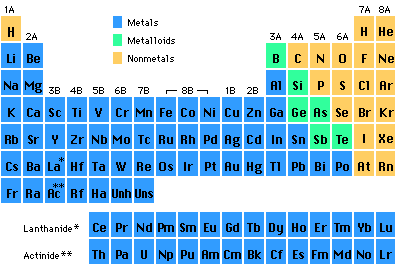 1A 7A 8A
H Metals H He
2A Metalloids 3A 4A 5A 6A
Li Be Nonmetals B C N O F Ne
Na Mg 3B 4B 5B 6B 7B 8B 1B 2B Al Si P S Cl Ar
K Ca Sc Ti V Cr Mn Fe Co Ni Cu Zn Ga Ge As Se Br Kr
Rb Sr Y Zr Nb Mo Tc Ru Rh Pd Ag Cd In Sn Sb Te I Xe
Cs Ba La* Hf Ta W Re Os Ir Pt Au Hg Tl Pb Bi Po At Rn
Fr Ra Ac** Rf Ha Unh Uns
Lanthanide * Ce Pr Nd Pm Sm Eu Gd Tb Dy Ho Er Tm Yb Lu
Actinide ** Th Pa U Np Pu Am Cm Bk Cf Es Fm Md No Lr